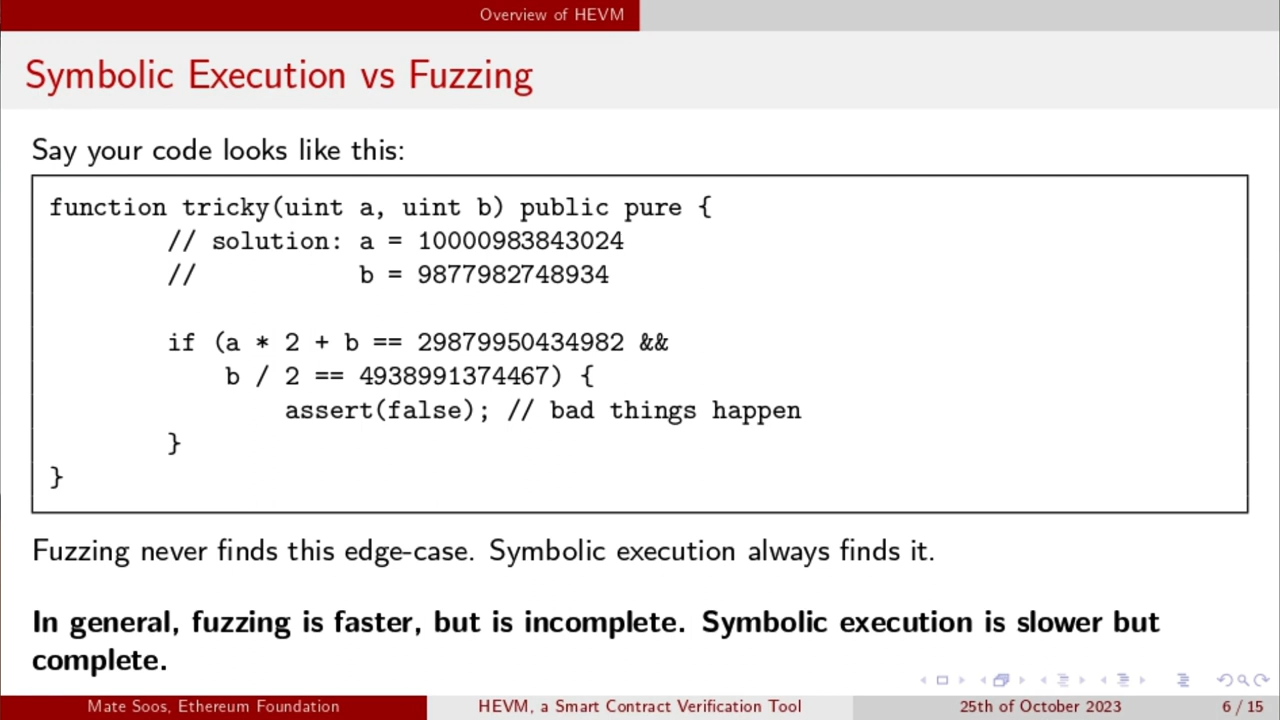 Overview of HEVM
Symbolic Execution vs Fuzzing
Say your code looks like this:
function tricky(uint a, uint b) public pure {
// solution: a = 10000983843024
// b = 9877982748934
if (a * 2 + b == 29879950434982 &&
b / 2 == 4938991374467) {
assert(false); // bad things happen
}
}
Fuzzing never finds this edge-case. Symbolic execution always finds it.
In general, fuzzing is faster, but is incomplete. Symbolic execution is slower but
complete.
Mate Soos, Ethereum Foundation HEVM, a Smart Contract Verification Tool 25th of October 2023 6 / 15